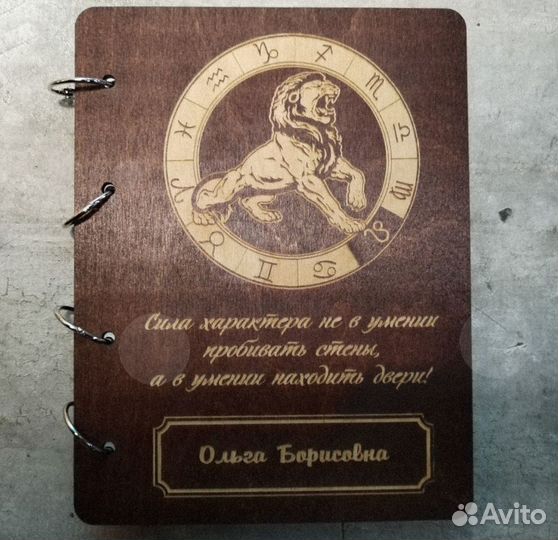 Сила характера не в умении
пробивать стены,
а в умении находить двери!
Ольга Борисовна
Avito